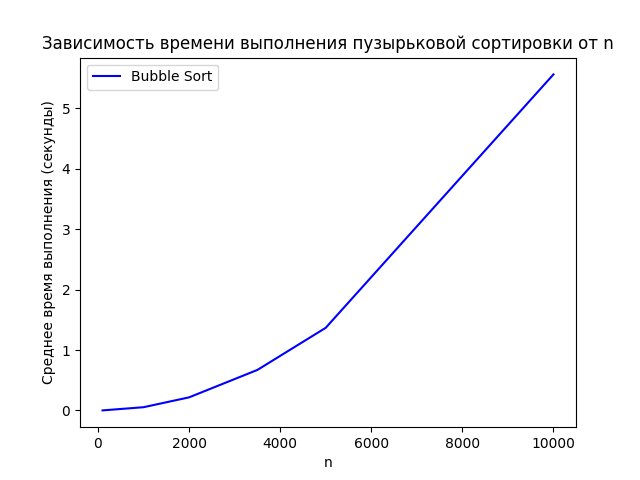 Зависимость времени выполнения пузырьковой сортировки от n
Bubble Sort
Среднее время выполнения (секунды)
5
4
3
2
1
0
0 2000 4000 6000 8000 10000
n